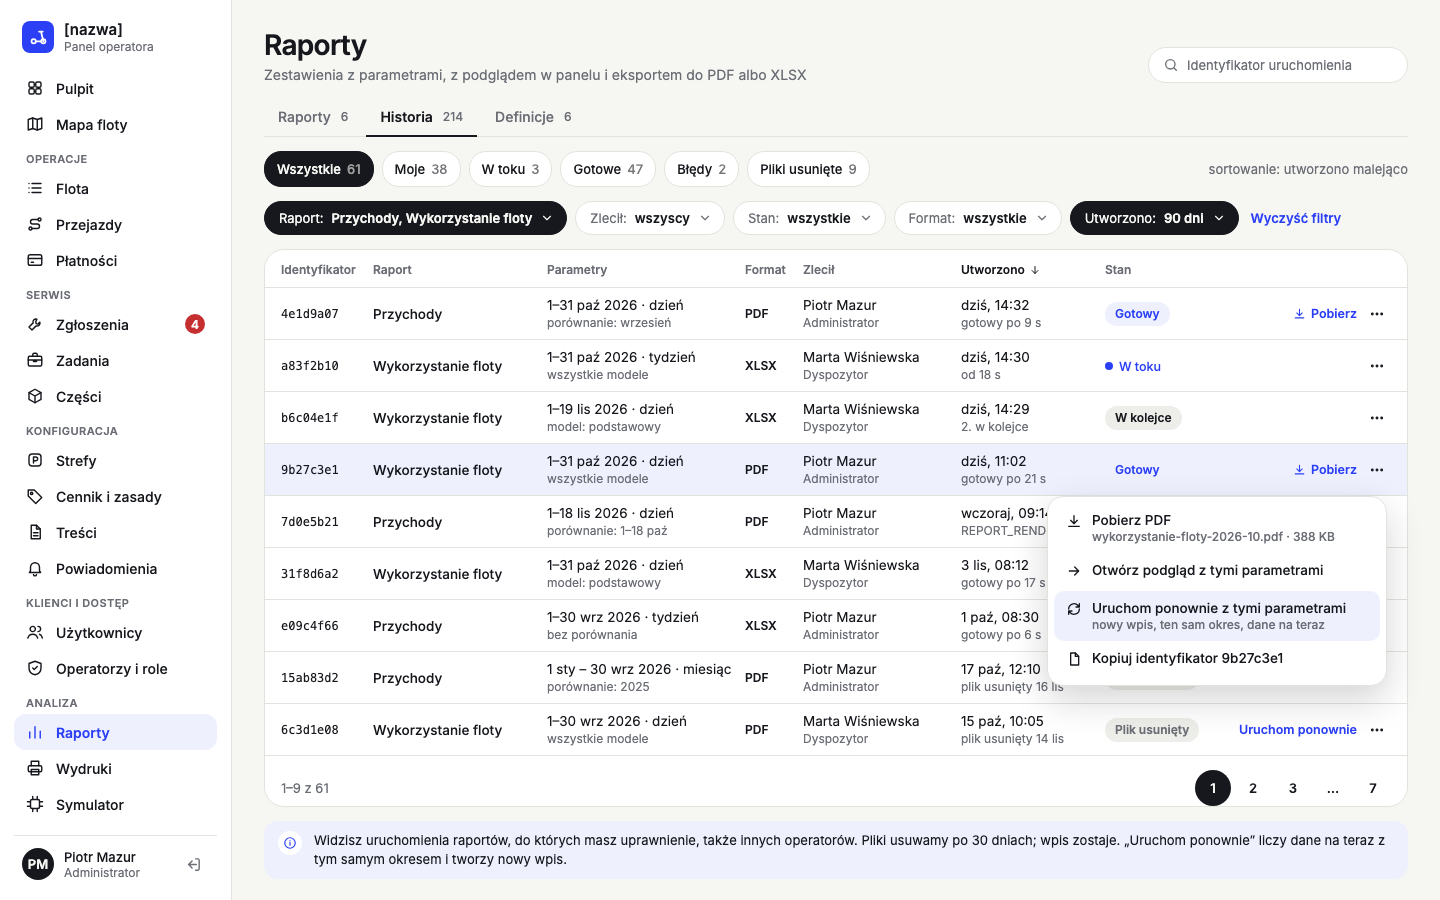 [nazwa]
Panel operatora
Pulpit
Mapa floty
OPERACJE
Flota
Przejazdy
Płatności
SERWIS
Zgłoszenia 4
Zadania
Części
KONFIGURACJA
Strefy
Cennik i zasady
Treści
Powiadomienia
KLIENCI I DOSTĘP
Użytkownicy
Operatorzy i role
ANALIZA
Raporty
Wydruki
Symulator
PM Piotr Mazur
Administrator
Raporty
Zestawienia z parametrami, z podglądem w panelu i eksportem do PDF albo XLSX
Identyfikator uruchomienia
Raporty 6 Historia 214 Definicje 6
Wszystkie 61 Moje 38 W toku 3 Gotowe 47 Błędy 2 Pliki usunięte 9 sortowanie: utworzono malejąco
Raport: Przychody, Wykorzystanie floty Zlecił: wszyscy Stan: wszystkie Format: wszystkie Utworzono: 90 dni Wyczyść filtry
Identyfikator Raport Parametry Format Zlecił Utworzono ↓ Stan
4e1d9a07 Przychody 1–31 paź 2026 · dzień PDF Piotr Mazur dziś, 14:32 Gotowy Pobierz
porównanie: wrzesień Administrator gotowy po 9 s
a83f2b10 Wykorzystanie floty 1–31 paź 2026 · tydzień XLSX Marta Wiśniewska dziś, 14:30 W toku
wszystkie modele Dyspozytor od 18 s
b6c04e1f Wykorzystanie floty 1–19 lis 2026 · dzień XLSX Marta Wiśniewska dziś, 14:29 W kolejce
model: podstawowy Dyspozytor 2. w kolejce
9b27c3e1 Wykorzystanie floty 1–31 paź 2026 · dzień PDF Piotr Mazur dziś, 11:02 Gotowy Pobierz
wszystkie modele Administrator gotowy po 21 s
7d0e5b21 Przychody 1–18 lis 2026 · dzień PDF Piotr Mazur wczoraj, 09:14
porównanie: 1–18 paź Administrator REPORT_REND
31f8d6a2 Wykorzystanie floty 1–31 paź 2026 · dzień XLSX Marta Wiśniewska 3 lis, 08:12
model: podstawowy Dyspozytor gotowy po 17 s
e09c4f66 Przychody 1–30 wrz 2026 · tydzień XLSX Piotr Mazur 1 paź, 08:30
bez porównania Administrator gotowy po 6 s
15ab83d2 Przychody 1 sty – 30 wrz 2026 · miesiąc PDF Piotr Mazur 17 paź, 12:10
porównanie: 2025 Administrator plik usunięty 16 lis
6c3d1e08 Wykorzystanie floty 1–30 wrz 2026 · dzień PDF Marta Wiśniewska 15 paź, 10:05 Plik usunięty Uruchom ponownie
wszystkie modele Dyspozytor plik usunięty 14 lis
Pobierz PDF
wykorzystanie-floty-2026-10.pdf · 388 KB
Otwórz podgląd z tymi parametrami
Uruchom ponownie z tymi parametrami
nowy wpis, ten sam okres, dane na teraz
Kopiuj identyfikator 9b27c3e1
1–9 z 61 1 2 3 ... 7
Widzisz uruchomienia raportów, do których masz uprawnienie, także innych operatorów. Pliki usuwamy po 30 dniach; wpis zostaje. „Uruchom ponownie” liczy dane na teraz z
tym samym okresem i tworzy nowy wpis.